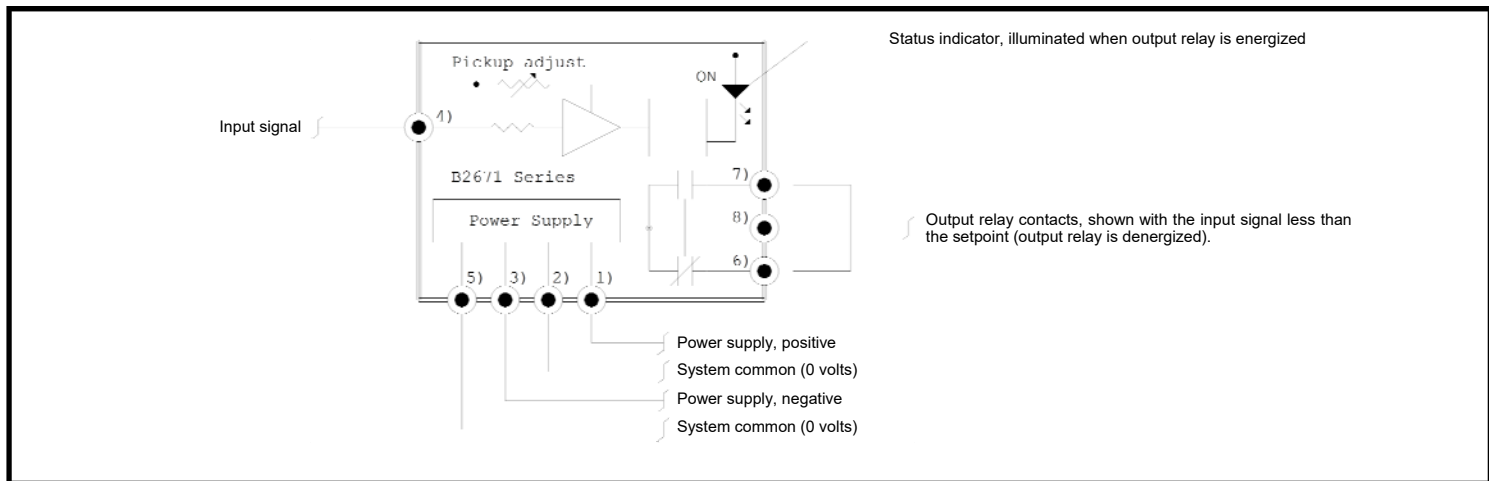 Status indicator, illuminated when output relay is energized
Pickup adjust
ON
4)
Input signal
B2671 Series
7)
Power Supply
8)
Output relay contacts, shown with the input signal less than
the setpoint (output relay is denergized).
6)
5) 3) 2) 1)
Power supply, positive
System common (0 volts)
Power supply, negative
System common (0 volts)